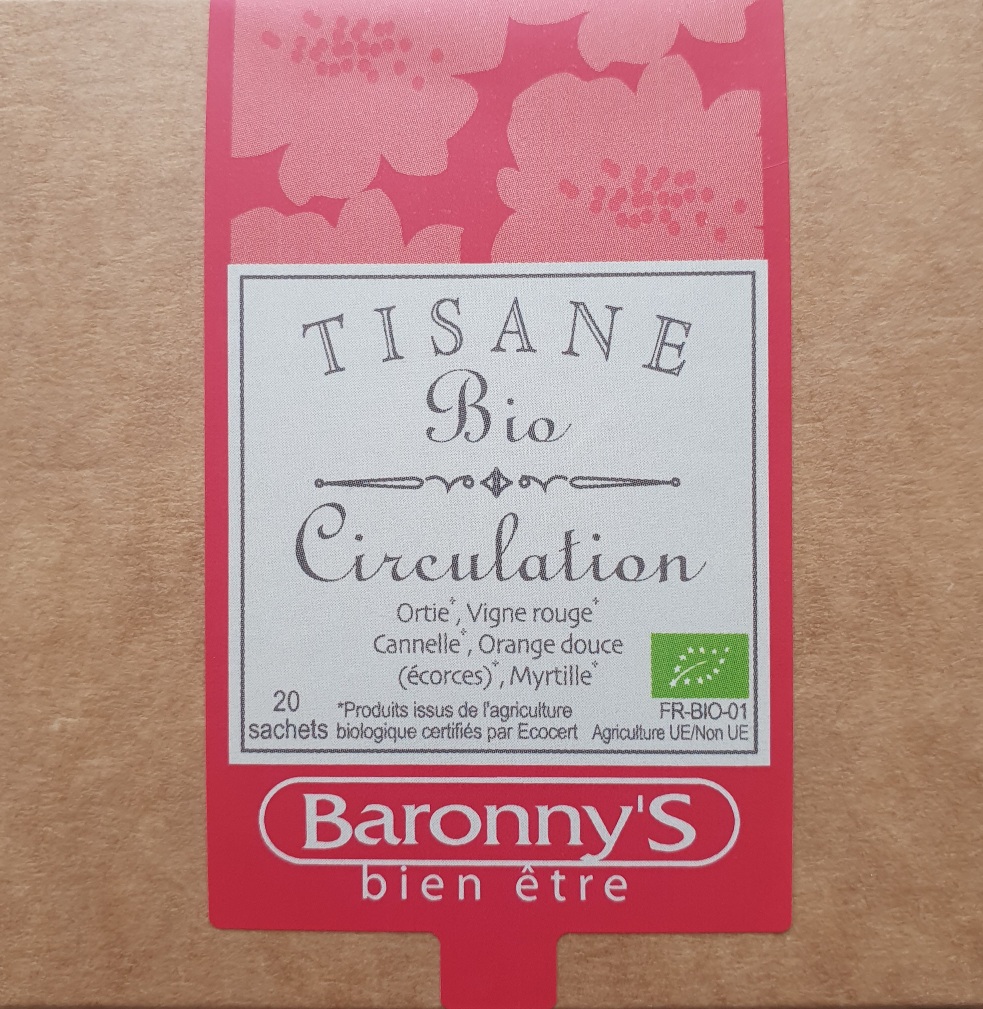 TISANE
Bio
Circulation
Ortie*, Vigne rouge*
Cannelle*, Orange douce
(écorces)*, Myrtille*
20
sachets
*Produits issus de l'agriculture
biologique certifiés par Ecocert
FR-BIO-01
Agriculture UE/Non UE
Baronny'S
bien être